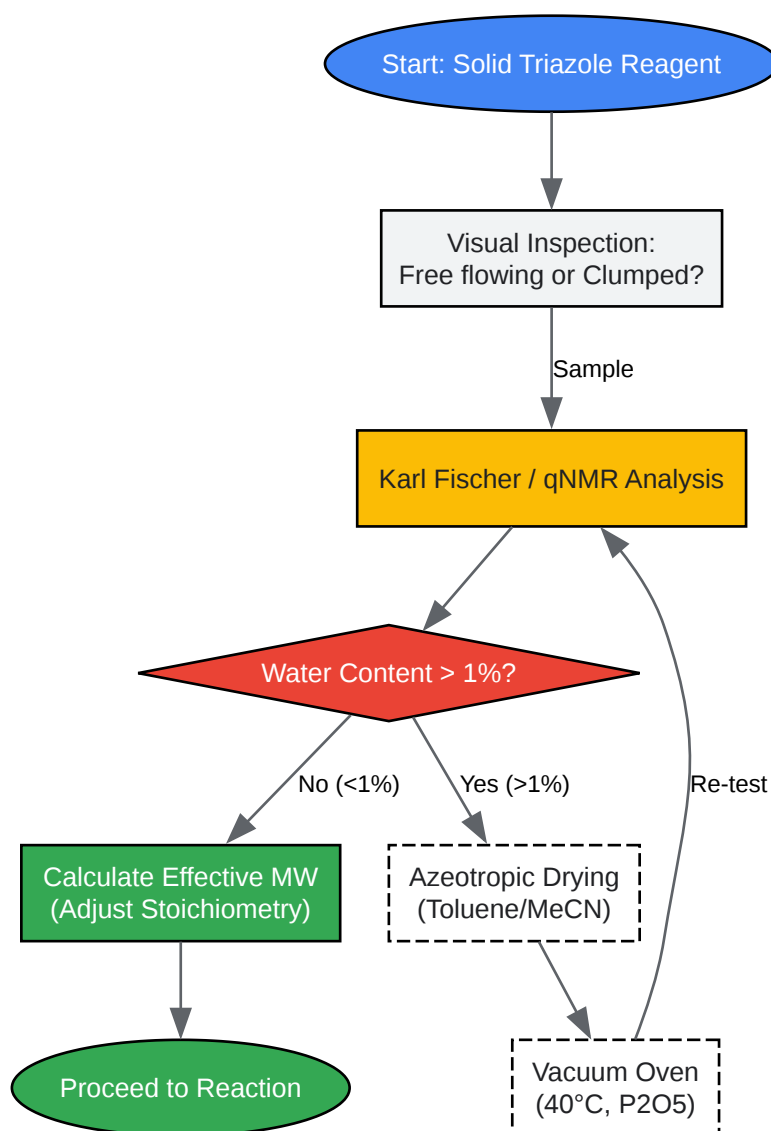 Start: Solid Triazole Reagent
Visual Inspection:
Free flowing or Clumped?
Sample
Karl Fischer / qNMR Analysis
Water Content > 1%?
No (<1%)
Yes (>1%)
Re-test
Calculate Effective MW
(Adjust Stoichiometry)
Azeotropic Drying
(Toluene/MeCN)
Proceed to Reaction
Vacuum Oven
(40°C, P2O5)